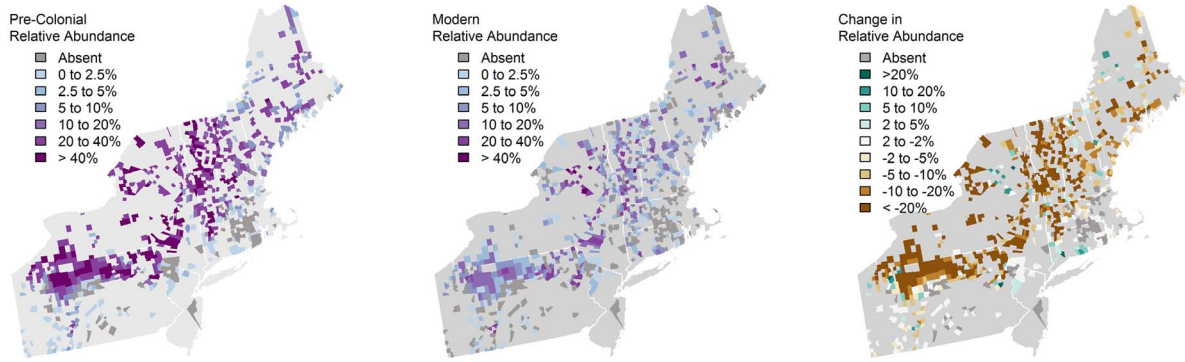 Pre-Colonial
Relative Abundance
Absent
0 to 2.5%
2.5 to 5%
5 to 10%
10 to 20%
20 to 40%
> 40%
Modern
Relative Abundance
Absent
0 to 2.5%
2.5 to 5%
5 to 10%
10 to 20%
20 to 40%
> 40%
Change in
Relative Abundance
Absent
>20%
10 to 20%
5 to 10%
2 to 5%
2 to -2%
-2 to -5%
-5 to -10%
-10 to -20%
< -20%